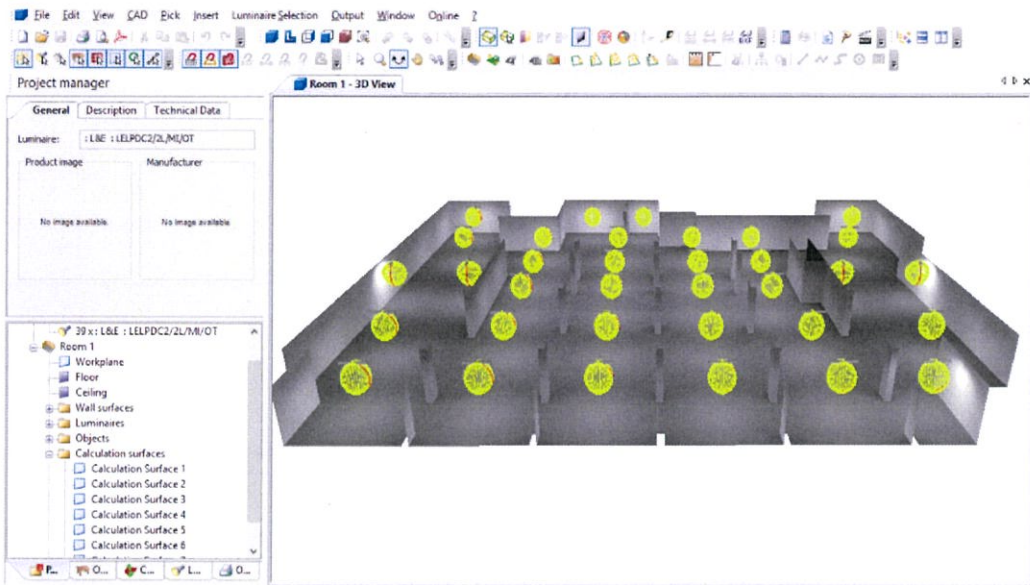 File Edit View CAD Pick Insert Luminaire Selection Output Window Online ?
Project manager
Room 1 - 3D View
General Description Technical Data
Luminaire: : L&E : LELPDC2/2L/MI/OT
Product image Manufacturer
No image available No image available
39 x : L&E : LELPDC2/2L/MI/OT
Room 1
Workplane
Floor
Ceiling
Wall surfaces
Luminaires
Objects
Calculation surfaces
Calculation Surface 1
Calculation Surface 2
Calculation Surface 3
Calculation Surface 4
Calculation Surface 5
Calculation Surface 6
P... O... C... L... O...